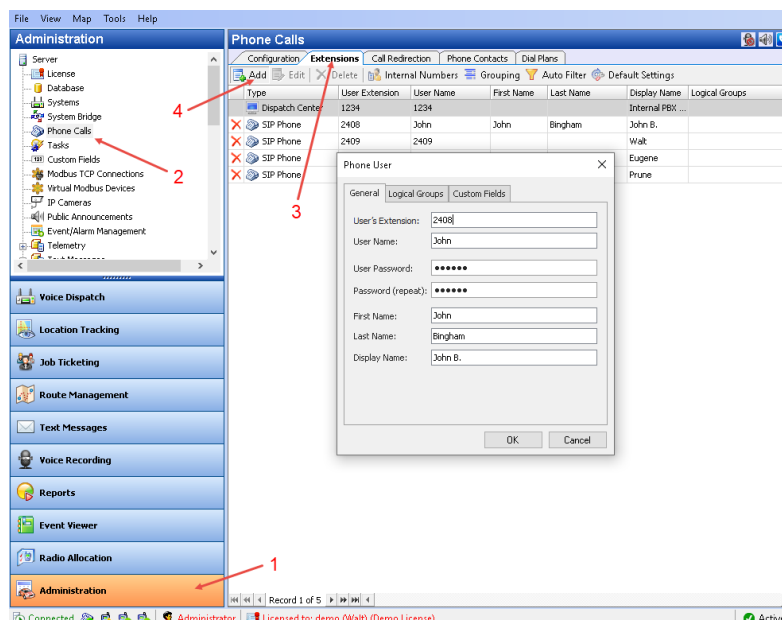 File View Map Tools Help
Administration
Phone Calls
Server
License
Database
Systems
System Bridge
Phone Calls
Tasks
Custom Fields
Modbus TCP Connections
Virtual Modbus Devices
IP Cameras
Public Announcements
Event/Alarm Management
Telemetry
Configuration Extensions Call Redirection Phone Contacts Dial Plans
Add Edit Delete Internal Numbers Grouping Auto Filter Default Settings
Type User Extension User Name First Name Last Name Display Name Logical Groups
Dispatch Center 1234 1234 Internal PBX ...
SIP Phone 2408 John John Bingham John B.
SIP Phone 2409 2409 Walt
SIP Phone Eugene
SIP Phone Prune
4
2
3
Phone User
General Logical Groups Custom Fields
User's Extension: 2408
User Name: John
User Password: ●●●●●●
Password (repeat): ●●●●●●
First Name: John
Last Name: Bingham
Display Name: John B.
OK Cancel
Voice Dispatch
Location Tracking
Job Ticketing
Route Management
Text Messages
Voice Recording
Reports
Event Viewer
Radio Allocation
1
Administration
Record 1 of 5
Connected Administrator Licensed to: demo (Walt) (Demo License) Active